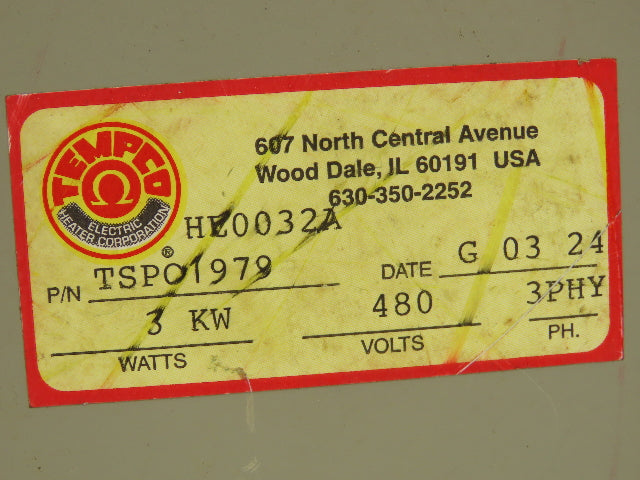 607 North Central Avenue
Wood Dale, IL 60191 USA
630-350-2252
TEMPCO
Ω
ELECTRIC
HEATER CORPORATION
®
HE0032A
P/N TSPO1979 DATE G 03 24
3 KW 480 3PHY
WATTS VOLTS PH.